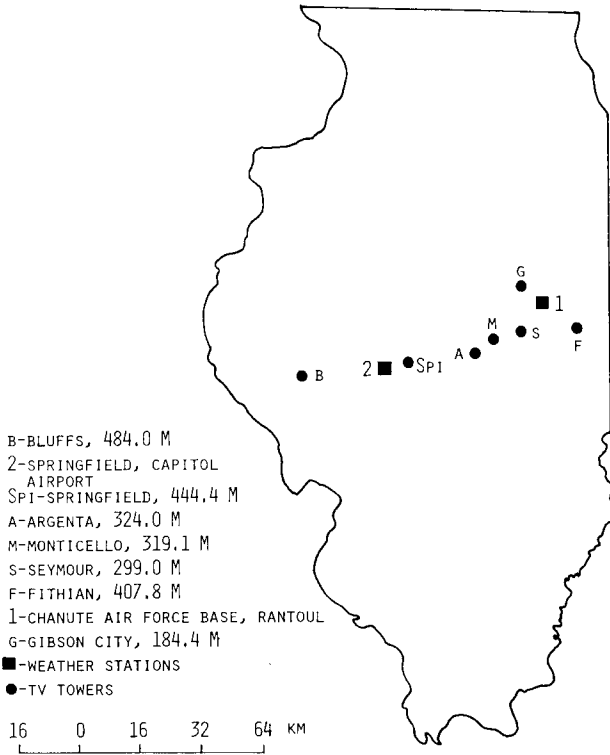 G
1
M
S
A
F
2
SPI
B
B-BLUFFS, 484.0 M
2-SPRINGFIELD, CAPITOL
AIRPORT
SPI-SPRINGFIELD, 444.4 M
A-ARGENTA, 324.0 M
M-MONTICELLO, 319.1 M
S-SEYMOUR, 299.0 M
F-FITHIAN, 407.8 M
1-CHANUTE AIR FORCE BASE, RANTOUL
G-GIBSON CITY, 184.4 M
-WEATHER STATIONS
-TV TOWERS
16 0 16 32 64 KM